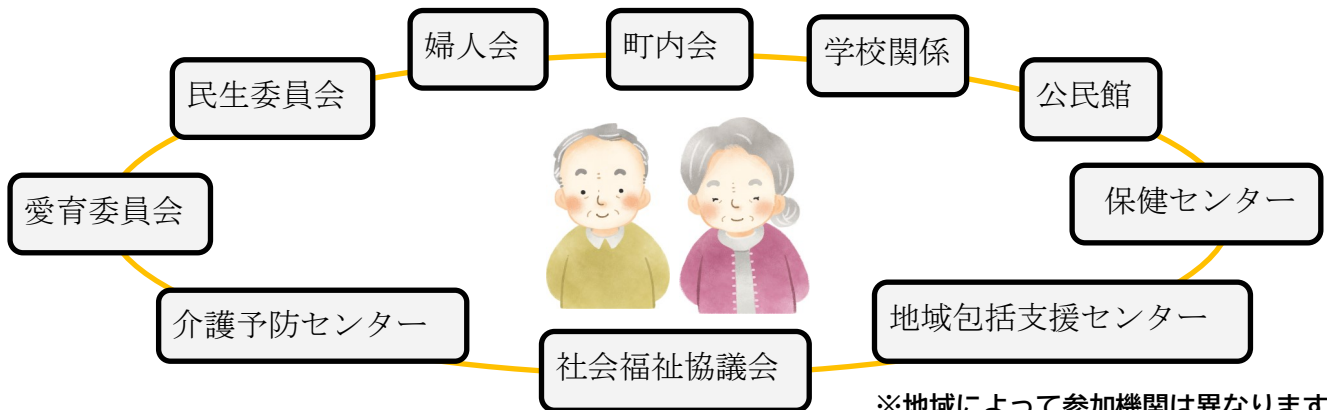 婦人会
町内会
学校関係
民生委員会
公民館
愛育委員会
保健センター
介護予防センター
地域包括支援センター
社会福祉協議会
※地域によって参加機関は異なります